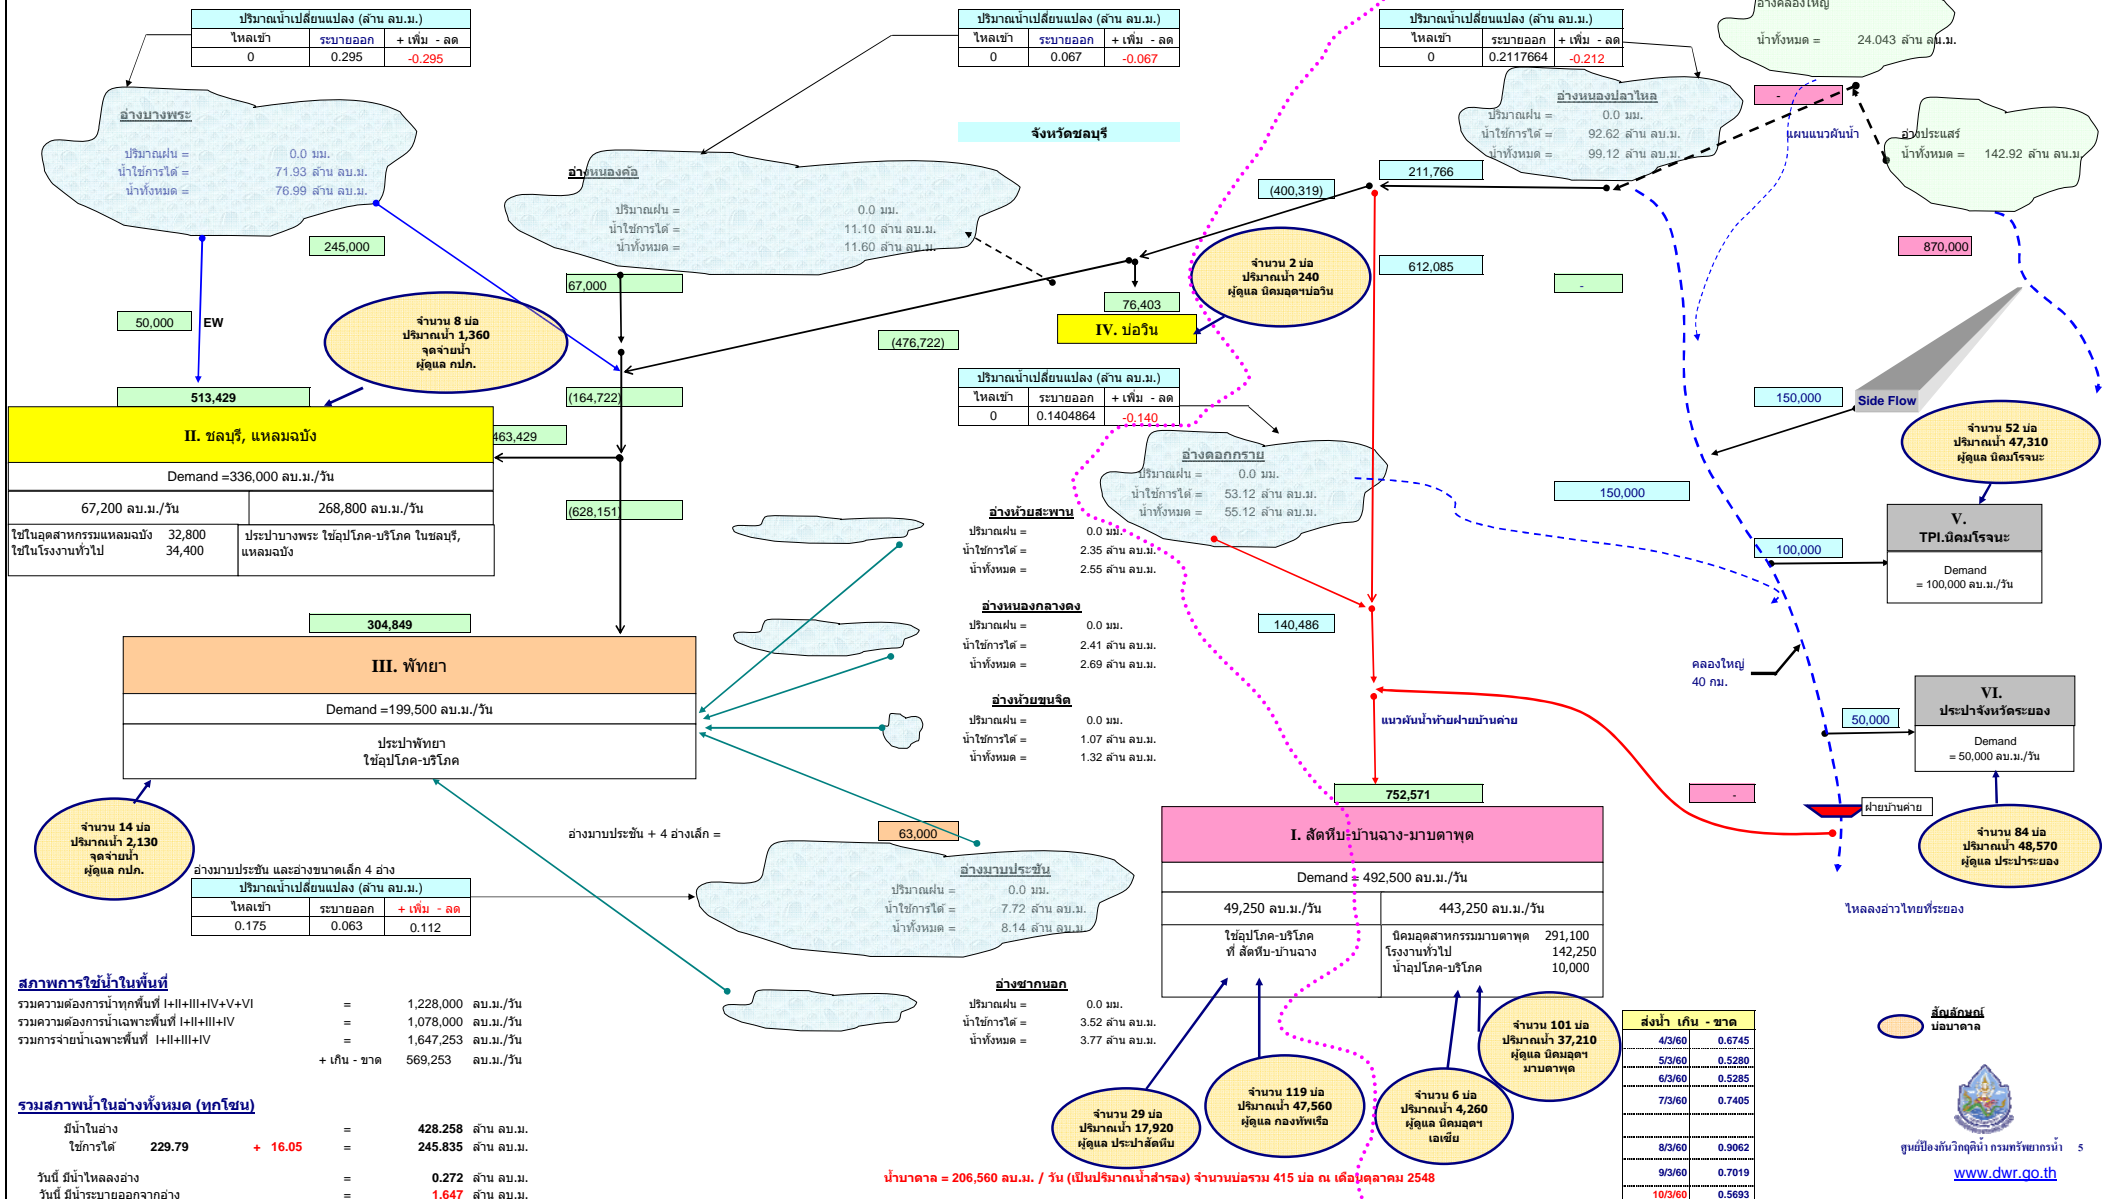 ปริมาณน้ำเปลี่ยนแปลง (ล้าน ลบ.ม.)
ไหลเข้า ระบายออก + เพิ่ม - ลด
0 0.295 -0.295
ปริมาณน้ำเปลี่ยนแปลง (ล้าน ลบ.ม.)
ไหลเข้า ระบายออก + เพิ่ม - ลด
0 0.067 -0.067
ปริมาณน้ำเปลี่ยนแปลง (ล้าน ลบ.ม.)
ไหลเข้า ระบายออก + เพิ่ม - ลด
0 0.2117664 -0.212
อ่างคลองใหญ่
น้ำทั้งหมด = 24.043 ล้าน ลน.ม.
อ่างบางพระ
ปริมาณฝน = 0.0 มม.
น้ำใช้การได้ = 71.93 ล้าน ลบ.ม.
น้ำทั้งหมด = 76.99 ล้าน ลบ.ม.
อ่างหนองค้อ
ปริมาณฝน = 0.0 มม.
น้ำใช้การได้ = 11.10 ล้าน ลบ.ม.
น้ำทั้งหมด = 11.60 ล้าน ลบ.ม.
จังหวัดชลบุรี
อ่างหนองปลาไหล
ปริมาณฝน = 0.0 มม.
น้ำใช้การได้ = 92.62 ล้าน ลบ.ม.
น้ำทั้งหมด = 99.12 ล้าน ลบ.ม.
-
แผนแนวผันน้ำ
อ่างประแสร์
น้ำทั้งหมด = 142.92 ล้าน ลน.ม.
(400,319)
211,766
245,000
67,000
76,403
612,085
-
870,000
50,000 EW
จำนวน 8 บ่อ
ปริมาณน้ำ 1,360
จุดจ่ายน้ำ
ผู้ดูแล กปภ.
จำนวน 2 บ่อ
ปริมาณน้ำ 240
ผู้ดูแล นิคมอุตฯบ่อวิน
IV. บ่อวิน
(476,722)
513,429
(164,722)
463,429
(628,151)
II. ชลบุรี, แหลมฉบัง
Demand =336,000 ลบ.ม./วัน
67,200 ลบ.ม./วัน 268,800 ลบ.ม./วัน
ใช้ในอุตสาหกรรมแหลมฉบัง 32,800
ใช้ในโรงงานทั่วไป 34,400
ประปาบางพระ ใช้อุปโภค-บริโภค ในชลบุรี,
แหลมฉบัง
ปริมาณน้ำเปลี่ยนแปลง (ล้าน ลบ.ม.)
ไหลเข้า ระบายออก + เพิ่ม - ลด
0 0.1404864 -0.140
อ่างดอกกราย
ปริมาณฝน = 0.0 มม.
น้ำใช้การได้ = 53.12 ล้าน ลบ.ม.
น้ำทั้งหมด = 55.12 ล้าน ลบ.ม.
150,000
Side Flow
จำนวน 52 บ่อ
ปริมาณน้ำ 47,310
ผู้ดูแล นิคมโรจนะ
150,000
100,000
V.
TPI.นิคมโรจนะ
Demand
= 100,000 ลบ.ม./วัน
อ่างห้วยสะพาน
ปริมาณฝน = 0.0 มม.
น้ำใช้การได้ = 2.35 ล้าน ลบ.ม.
น้ำทั้งหมด = 2.55 ล้าน ลบ.ม.
อ่างหนองกลางดง
ปริมาณฝน = 0.0 มม.
น้ำใช้การได้ = 2.41 ล้าน ลบ.ม.
น้ำทั้งหมด = 2.69 ล้าน ลบ.ม.
อ่างห้วยขุนจิต
ปริมาณฝน = 0.0 มม.
น้ำใช้การได้ = 1.07 ล้าน ลบ.ม.
น้ำทั้งหมด = 1.32 ล้าน ลบ.ม.
140,486
304,849
III. พัทยา
Demand =199,500 ลบ.ม./วัน
ประปาพัทยา
ใช้อุปโภค-บริโภค
จำนวน 14 บ่อ
ปริมาณน้ำ 2,130
จุดจ่ายน้ำ
ผู้ดูแล กปภ.
คลองใหญ่
40 กม.
แนวผันน้ำท้ายฝายบ้านค่าย
50,000
VI.
ประปาจังหวัดระยอง
Demand
= 50,000 ลบ.ม./วัน
-
ฝายบ้านค่าย
จำนวน 84 บ่อ
ปริมาณน้ำ 48,570
ผู้ดูแล ประปาระยอง
ไหลลงอ่าวไทยที่ระยอง
อ่างมาบประชัน + 4 อ่างเล็ก = 63,000
อ่างมาบประชัน และอ่างขนาดเล็ก 4 อ่าง
ปริมาณน้ำเปลี่ยนแปลง (ล้าน ลบ.ม.)
ไหลเข้า ระบายออก + เพิ่ม - ลด
0.175 0.063 0.112
อ่างมาบประชัน
ปริมาณฝน = 0.0 มม.
น้ำใช้การได้ = 7.72 ล้าน ลบ.ม.
น้ำทั้งหมด = 8.14 ล้าน ลบ.ม.
752,571
I. สัตหีบ-บ้านฉาง-มาบตาพุด
Demand = 492,500 ลบ.ม./วัน
49,250 ลบ.ม./วัน 443,250 ลบ.ม./วัน
ใช้อุปโภค-บริโภค
ที่ สัตหีบ-บ้านฉาง
นิคมอุตสาหกรรมมาบตาพุด 291,100
โรงงานทั่วไป 142,250
น้ำอุปโภค-บริโภค 10,000
อ่างซากนอก
ปริมาณฝน = 0.0 มม.
น้ำใช้การได้ = 3.52 ล้าน ลบ.ม.
น้ำทั้งหมด = 3.77 ล้าน ลบ.ม.
สภาพการใช้น้ำในพื้นที่
รวมความต้องการน้ำทุกพื้นที่ I+II+III+IV+V+VI = 1,228,000 ลบ.ม./วัน
รวมความต้องการน้ำเฉพาะพื้นที่ I+II+III+IV = 1,078,000 ลบ.ม./วัน
รวมการจ่ายน้ำเฉพาะพื้นที่ I+II+III+IV = 1,647,253 ลบ.ม./วัน
+ เกิน - ขาด 569,253 ลบ.ม./วัน
รวมสภาพน้ำในอ่างทั้งหมด (ทุกโซน)
มีน้ำในอ่าง = 428.258 ล้าน ลบ.ม.
ใช้การได้ 229.79 + 16.05 = 245.835 ล้าน ลบ.ม.
วันนี้ มีน้ำไหลลงอ่าง = 0.272 ล้าน ลบ.ม.
วันนี้ มีน้ำระบายออกจากอ่าง = 1.647 ล้าน ลบ.ม.
จำนวน 29 บ่อ
ปริมาณน้ำ 17,920
ผู้ดูแล ประปาสัตหีบ
จำนวน 119 บ่อ
ปริมาณน้ำ 47,560
ผู้ดูแล กองทัพเรือ
จำนวน 6 บ่อ
ปริมาณน้ำ 4,260
ผู้ดูแล นิคมอุตฯ
เอเซีย
จำนวน 101 บ่อ
ปริมาณน้ำ 37,210
ผู้ดูแล นิคมอุตฯ
มาบตาพุด
น้ำบาดาล = 206,560 ลบ.ม. / วัน (เป็นปริมาณน้ำสำรอง) จำนวนบ่อรวม 415 บ่อ ณ เดือนตุลาคม 2548
ส่งน้ำ เกิน - ขาด
4/3/60 0.6745
5/3/60 0.5280
6/3/60 0.5285
7/3/60 0.7405
8/3/60 0.9062
9/3/60 0.7019
10/3/60 0.5693
สัญลักษณ์
บ่อบาดาล
ศูนย์ป้องกันวิกฤติน้ำ กรมทรัพยากรน้ำ 5
www.dwr.go.th